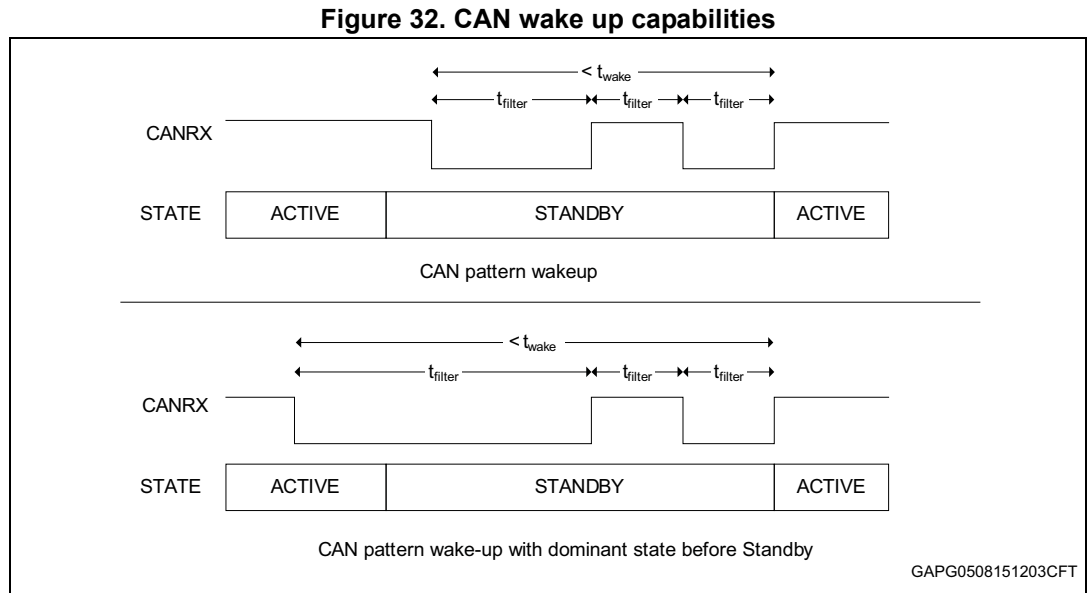 Figure 32. CAN wake up capabilities
< twake
tfilter tfilter tfilter
CANRX
STATE ACTIVE STANDBY ACTIVE
CAN pattern wakeup
< twake
tfilter tfilter tfilter
CANRX
STATE ACTIVE STANDBY ACTIVE
CAN pattern wake-up with dominant state before Standby
GAPG0508151203CFT